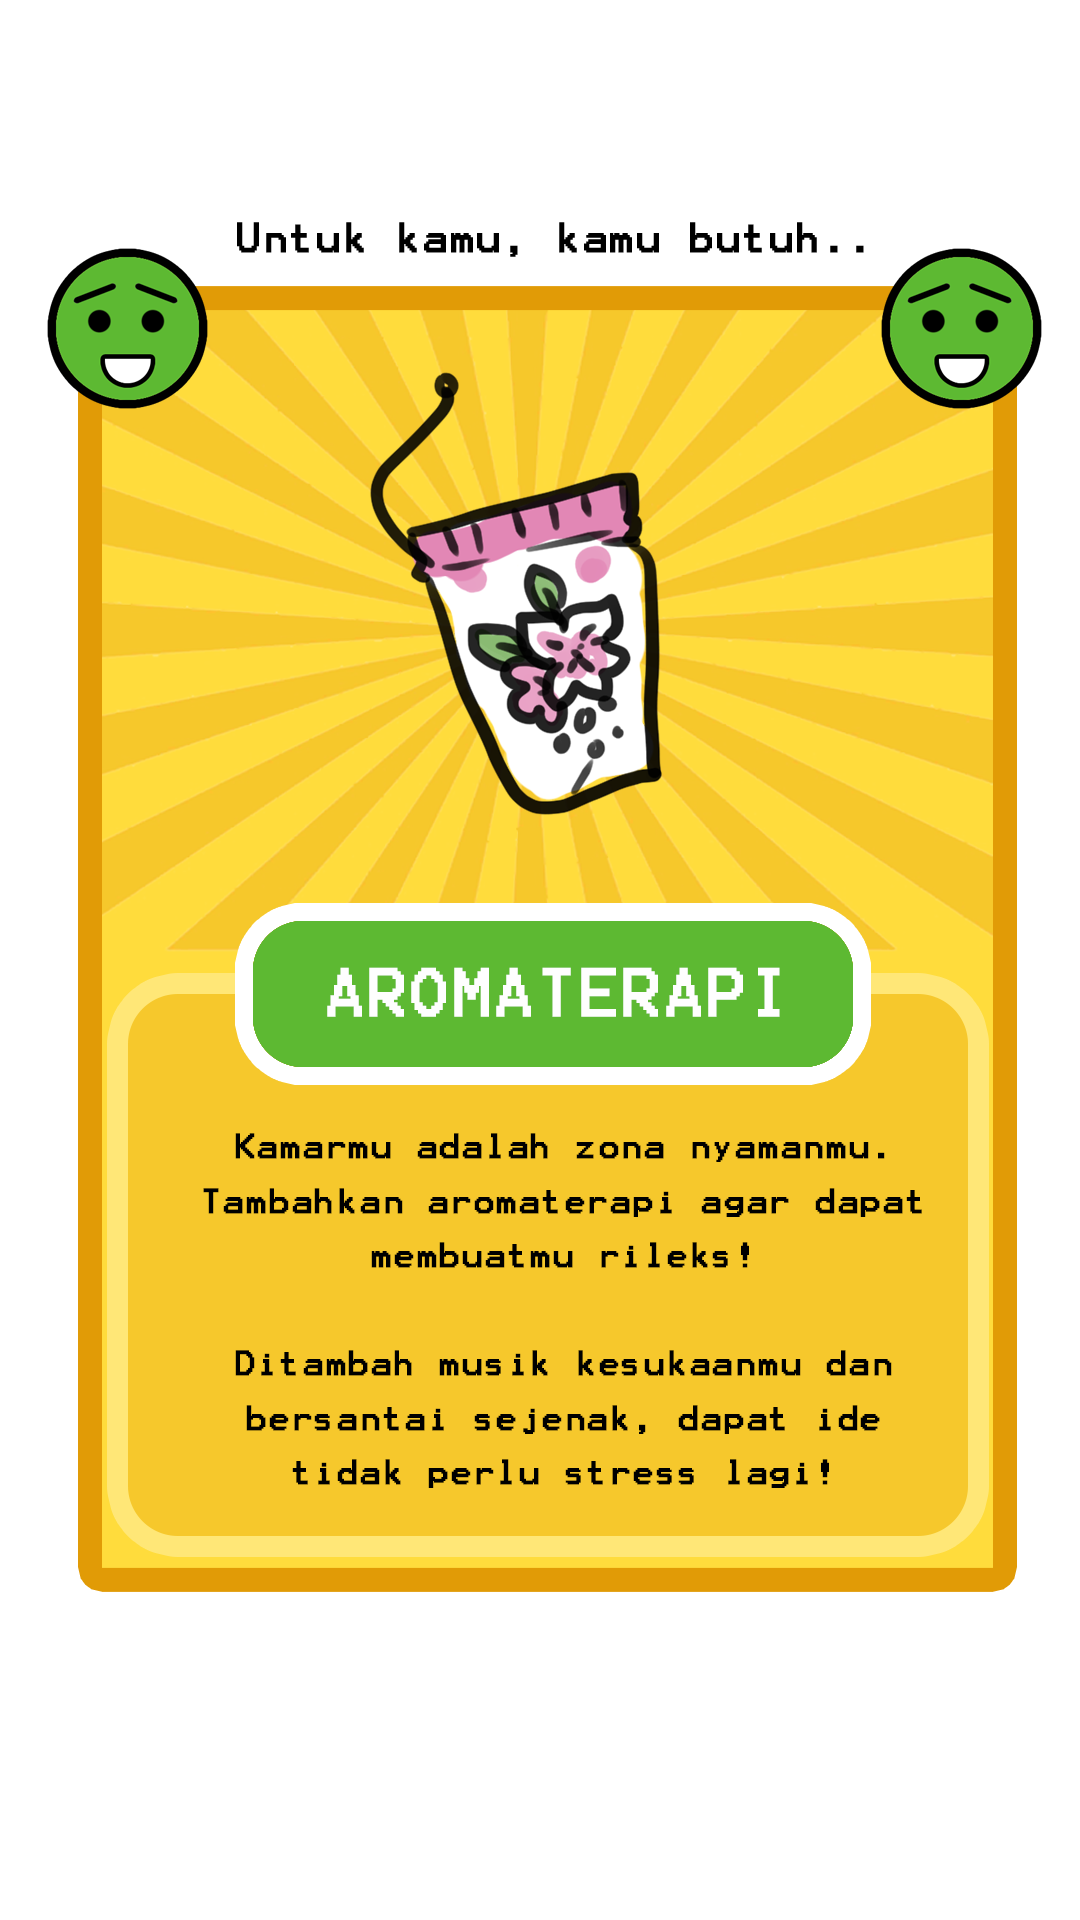 Untuk kamu, kamu butuh..
AROMATERAPI
Kamarmu adalah zona nyamanmu.
Tambahkan aromaterapi agar dapat
membuatmu rileks!
Ditambah musik kesukaanmu dan
bersantai sejenak, dapat ide
tidak perlu stress lagi!